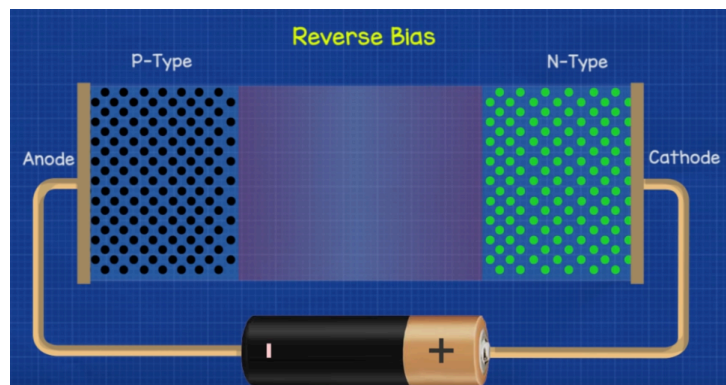 Reverse Bias
P-Type
N-Type
Anode
Cathode
-
+